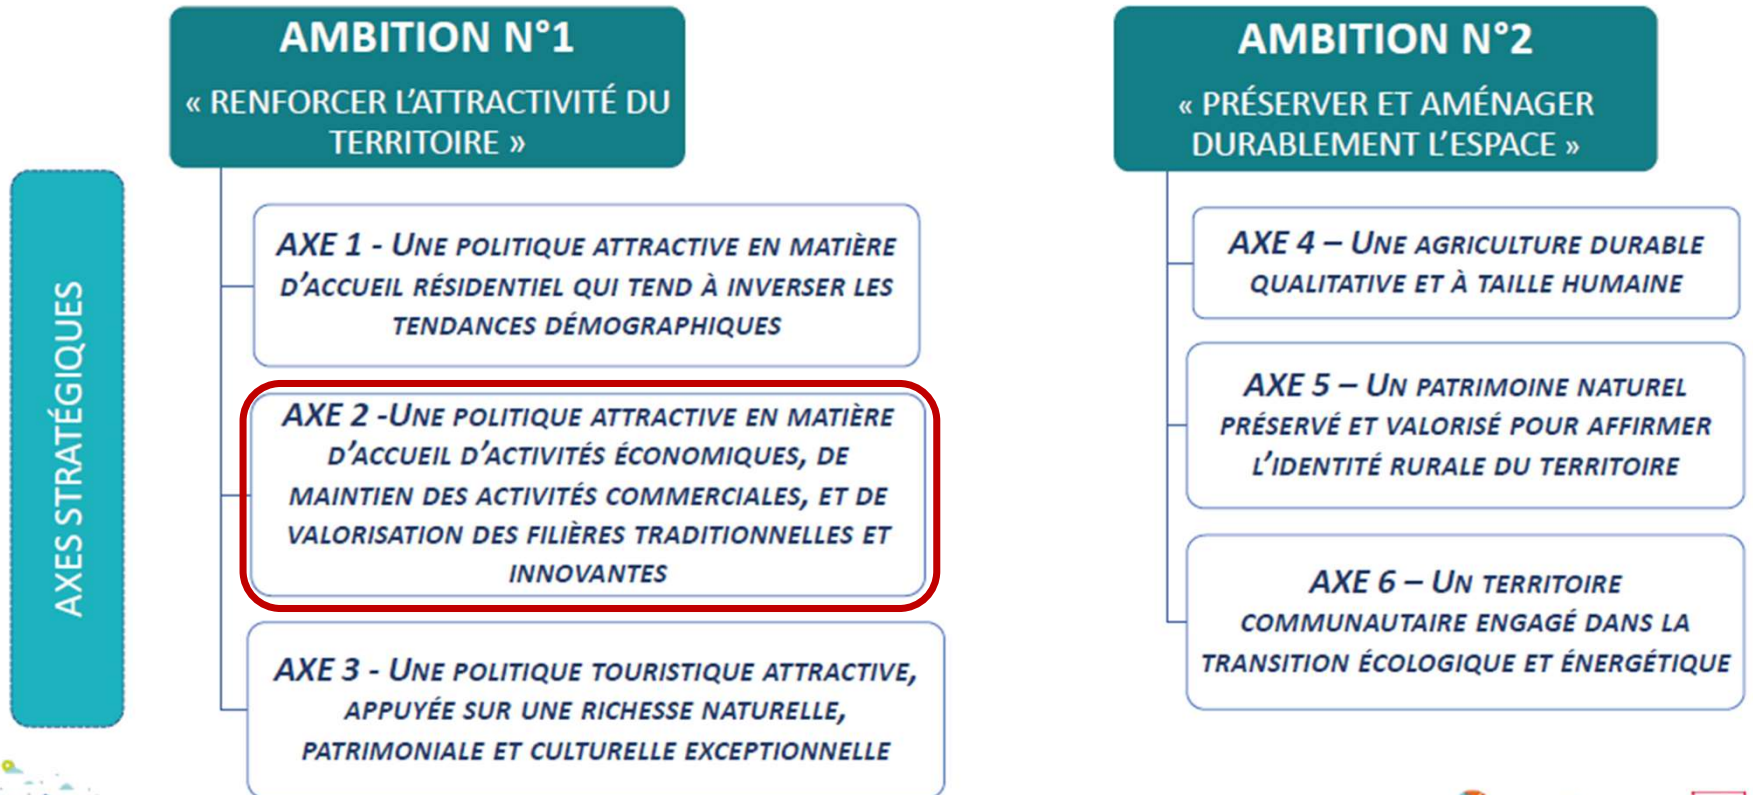 AMBITION N°1
« RENFORCER L'ATTRACTIVITÉ DU
TERRITOIRE »
AXES STRATÉGIQUES
AXE 1 - UNE POLITIQUE ATTRACTIVE EN MATIÈRE
D'ACCUEIL RÉSIDENTIEL QUI TEND À INVERSER LES
TENDANCES DÉMOGRAPHIQUES
AXE 2 -UNE POLITIQUE ATTRACTIVE EN MATIÈRE
D'ACCUEIL D'ACTIVITÉS ÉCONOMIQUES, DE
MAINTIEN DES ACTIVITÉS COMMERCIALES, ET DE
VALORISATION DES FILIÈRES TRADITIONNELLES ET
INNOVANTES
AXE 3 - UNE POLITIQUE TOURISTIQUE ATTRACTIVE,
APPUYÉE SUR UNE RICHESSE NATURELLE,
PATRIMONIALE ET CULTURELLE EXCEPTIONNELLE
AMBITION N°2
« PRÉSERVER ET AMÉNAGER
DURABLEMENT L'ESPACE »
AXE 4 – UNE AGRICULTURE DURABLE
QUALITATIVE ET À TAILLE HUMAINE
AXE 5 – UN PATRIMOINE NATUREL
PRÉSERVÉ ET VALORISÉ POUR AFFIRMER
L'IDENTITÉ RURALE DU TERRITOIRE
AXE 6 – UN TERRITOIRE
COMMUNAUTAIRE ENGAGÉ DANS LA
TRANSITION ÉCOLOGIQUE ET ÉNERGÉTIQUE